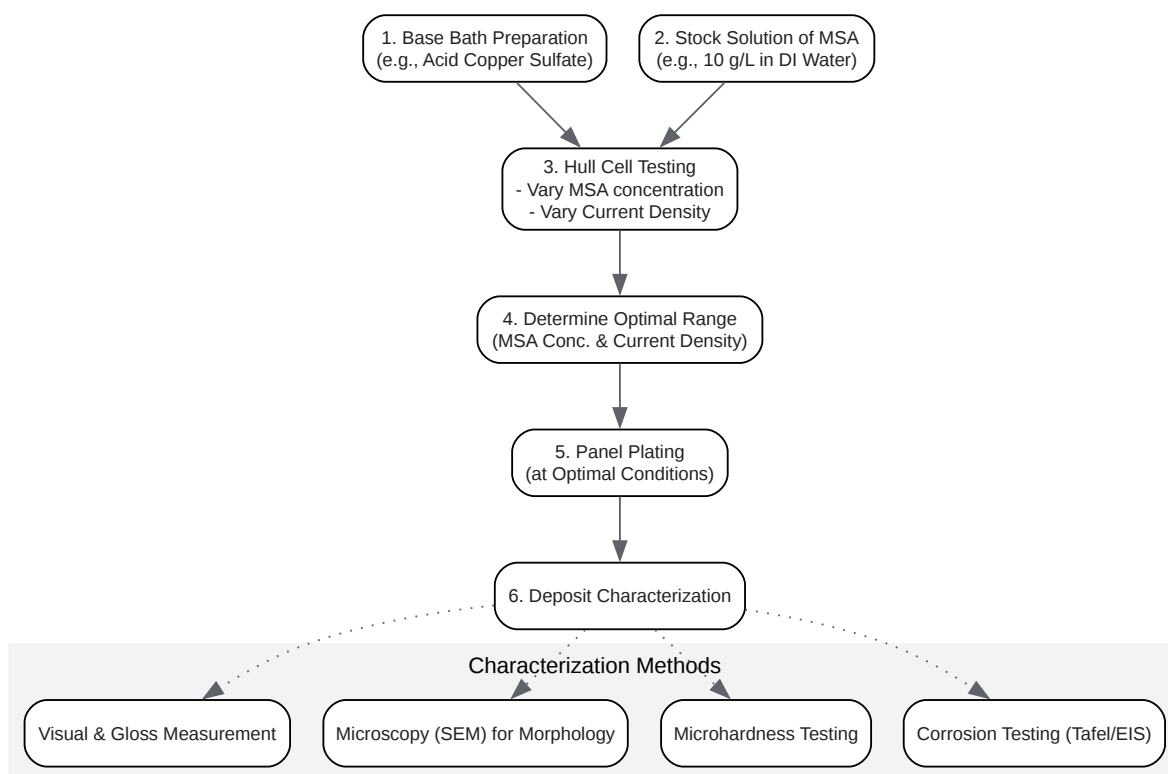 1. Base Bath Preparation
(e.g., Acid Copper Sulfate)
2. Stock Solution of MSA
(e.g., 10 g/L in DI Water)
3. Hull Cell Testing
- Vary MSA concentration
- Vary Current Density
4. Determine Optimal Range
(MSA Conc. & Current Density)
5. Panel Plating
(at Optimal Conditions)
6. Deposit Characterization
Characterization Methods
Visual & Gloss Measurement
Microscopy (SEM) for Morphology
Microhardness Testing
Corrosion Testing (Tafel/EIS)